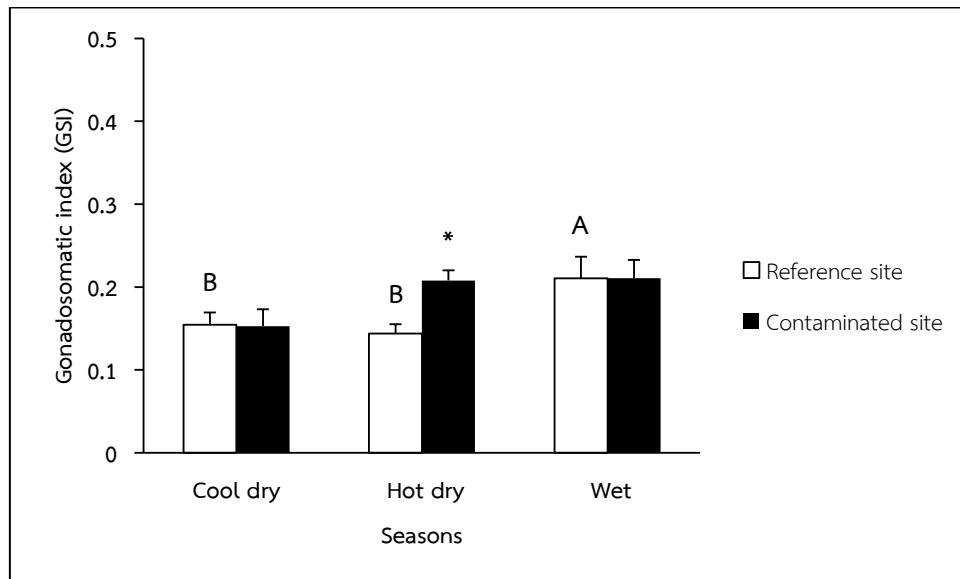 Gonadosomatic index (GSI)
0.5
0.4
0.3
0.2
0.1
0
B
B
*
A
Cool dry
Hot dry
Wet
Seasons
Reference site
Contaminated site